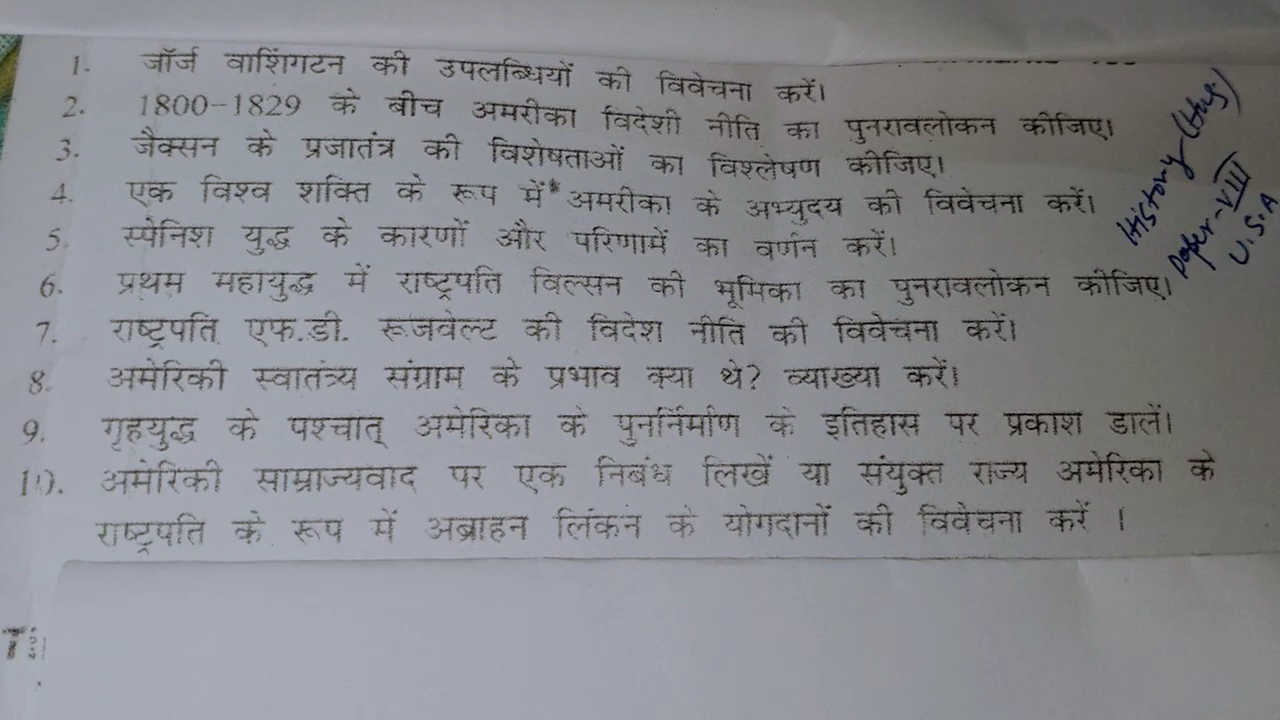 1. जॉर्ज वाशिंगटन की उपलब्धियों की विवेचना करें।
2. 1800-1829 के बीच अमरीका विदेशी नीति का पुनरावलोकन कीजिए।
3. जैक्सन के प्रजातंत्र की विशेषताओं का विश्लेषण कीजिए।
4. एक विश्व शक्ति के रूप में अमरीका के अभ्युदय की विवेचना करें।
5. स्पेनिश युद्ध के कारणों और परिणामें का वर्णन करें।
6. प्रथम महायुद्ध में राष्ट्रपति विल्सन की भूमिका का पुनरावलोकन कीजिए।
7. राष्ट्रपति एफ.डी. रूजवेल्ट की विदेश नीति की विवेचना करें।
8. अमेरिकी स्वातंत्र्य संग्राम के प्रभाव क्या थे? व्याख्या करें।
9. गृहयुद्ध के पश्चात् अमेरिका के पुनर्निर्माण के इतिहास पर प्रकाश डालें।
10. अमेरिकी साम्राज्यवाद पर एक निबंध लिखें या संयुक्त राज्य अमेरिका के
राष्ट्रपति के रूप में अब्राहन लिंकन के योगदानों की विवेचना करें ।
History (Hys)
paper-VIII
U.S.A